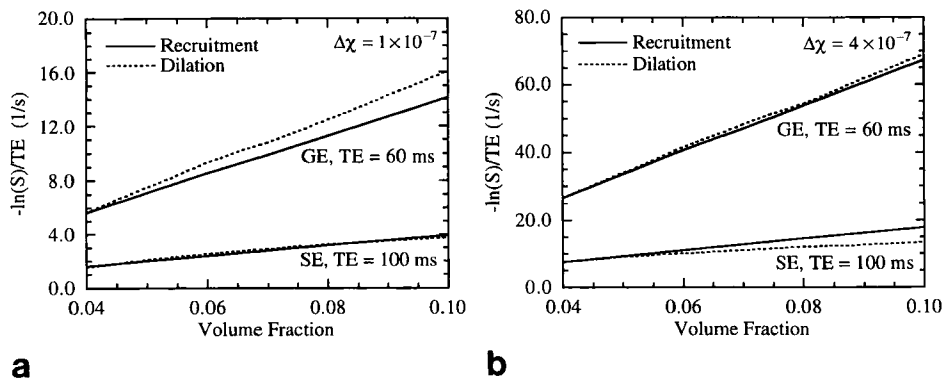 20.0
16.0
12.0
8.0
4.0
0.0
-ln(S)/TE (1/s)
Recruitment
Dilation
Δχ = 1×10⁻⁷
GE, TE = 60 ms
SE, TE = 100 ms
0.04 0.06 0.08 0.10
Volume Fraction
a
80.0
60.0
40.0
20.0
0.0
-ln(S)/TE (1/s)
Recruitment
Dilation
Δχ = 4×10⁻⁷
GE, TE = 60 ms
SE, TE = 100 ms
0.04 0.06 0.08 0.10
Volume Fraction
b